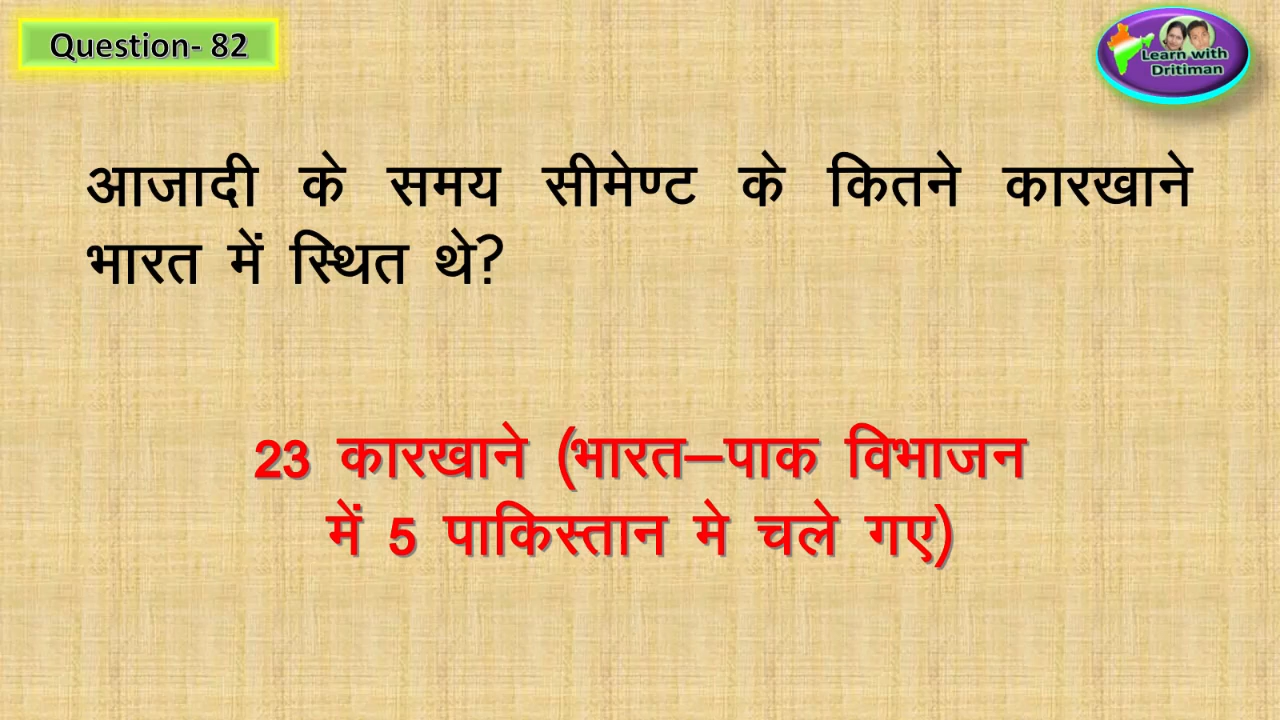 Question- 82
Learn with
Dritiman
आजादी के समय सीमेण्ट के कितने कारखाने
भारत में स्थित थे?
23 कारखाने (भारत–पाक विभाजन
में 5 पाकिस्तान मे चले गए)